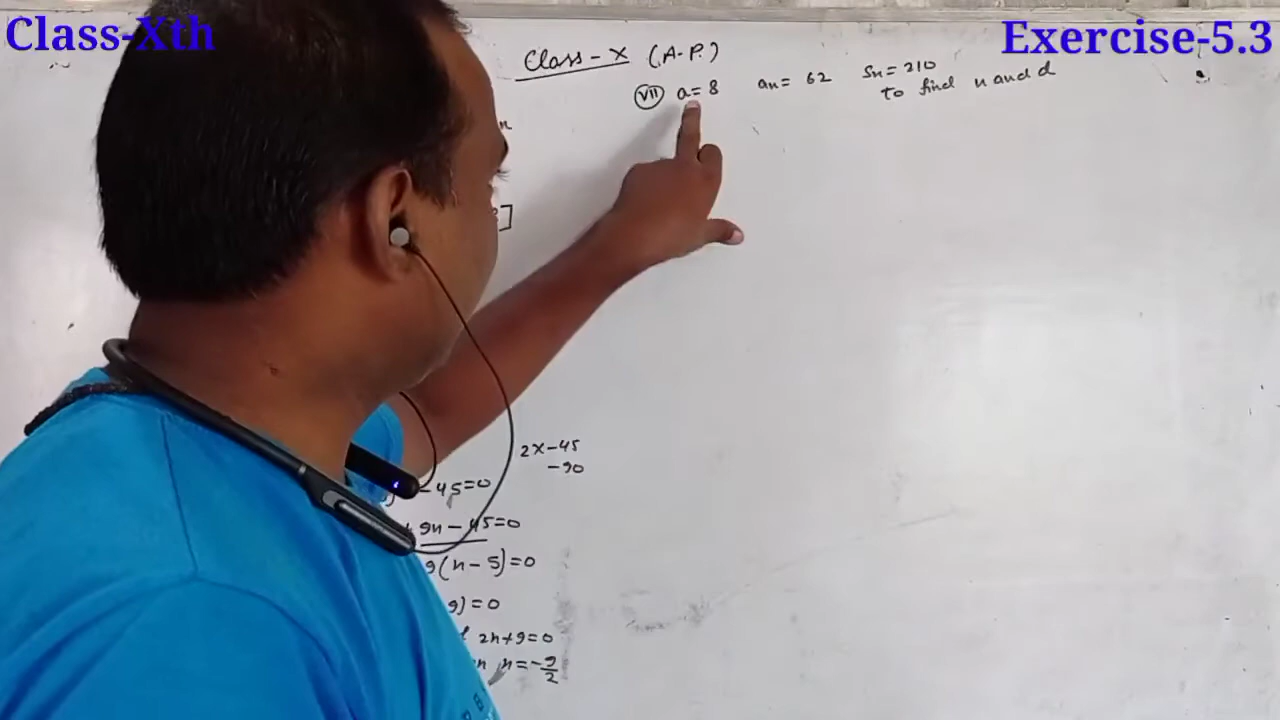 Class-Xth
Exercise-5.3
Class - X (A.P.)
VII a = 8 an = 62 Sn = 210
to find n and d
]
2x-45
-90
-45=0
9n - 45=0
9(n-5)=0
9)=0
2n+9=0
n = -9/2